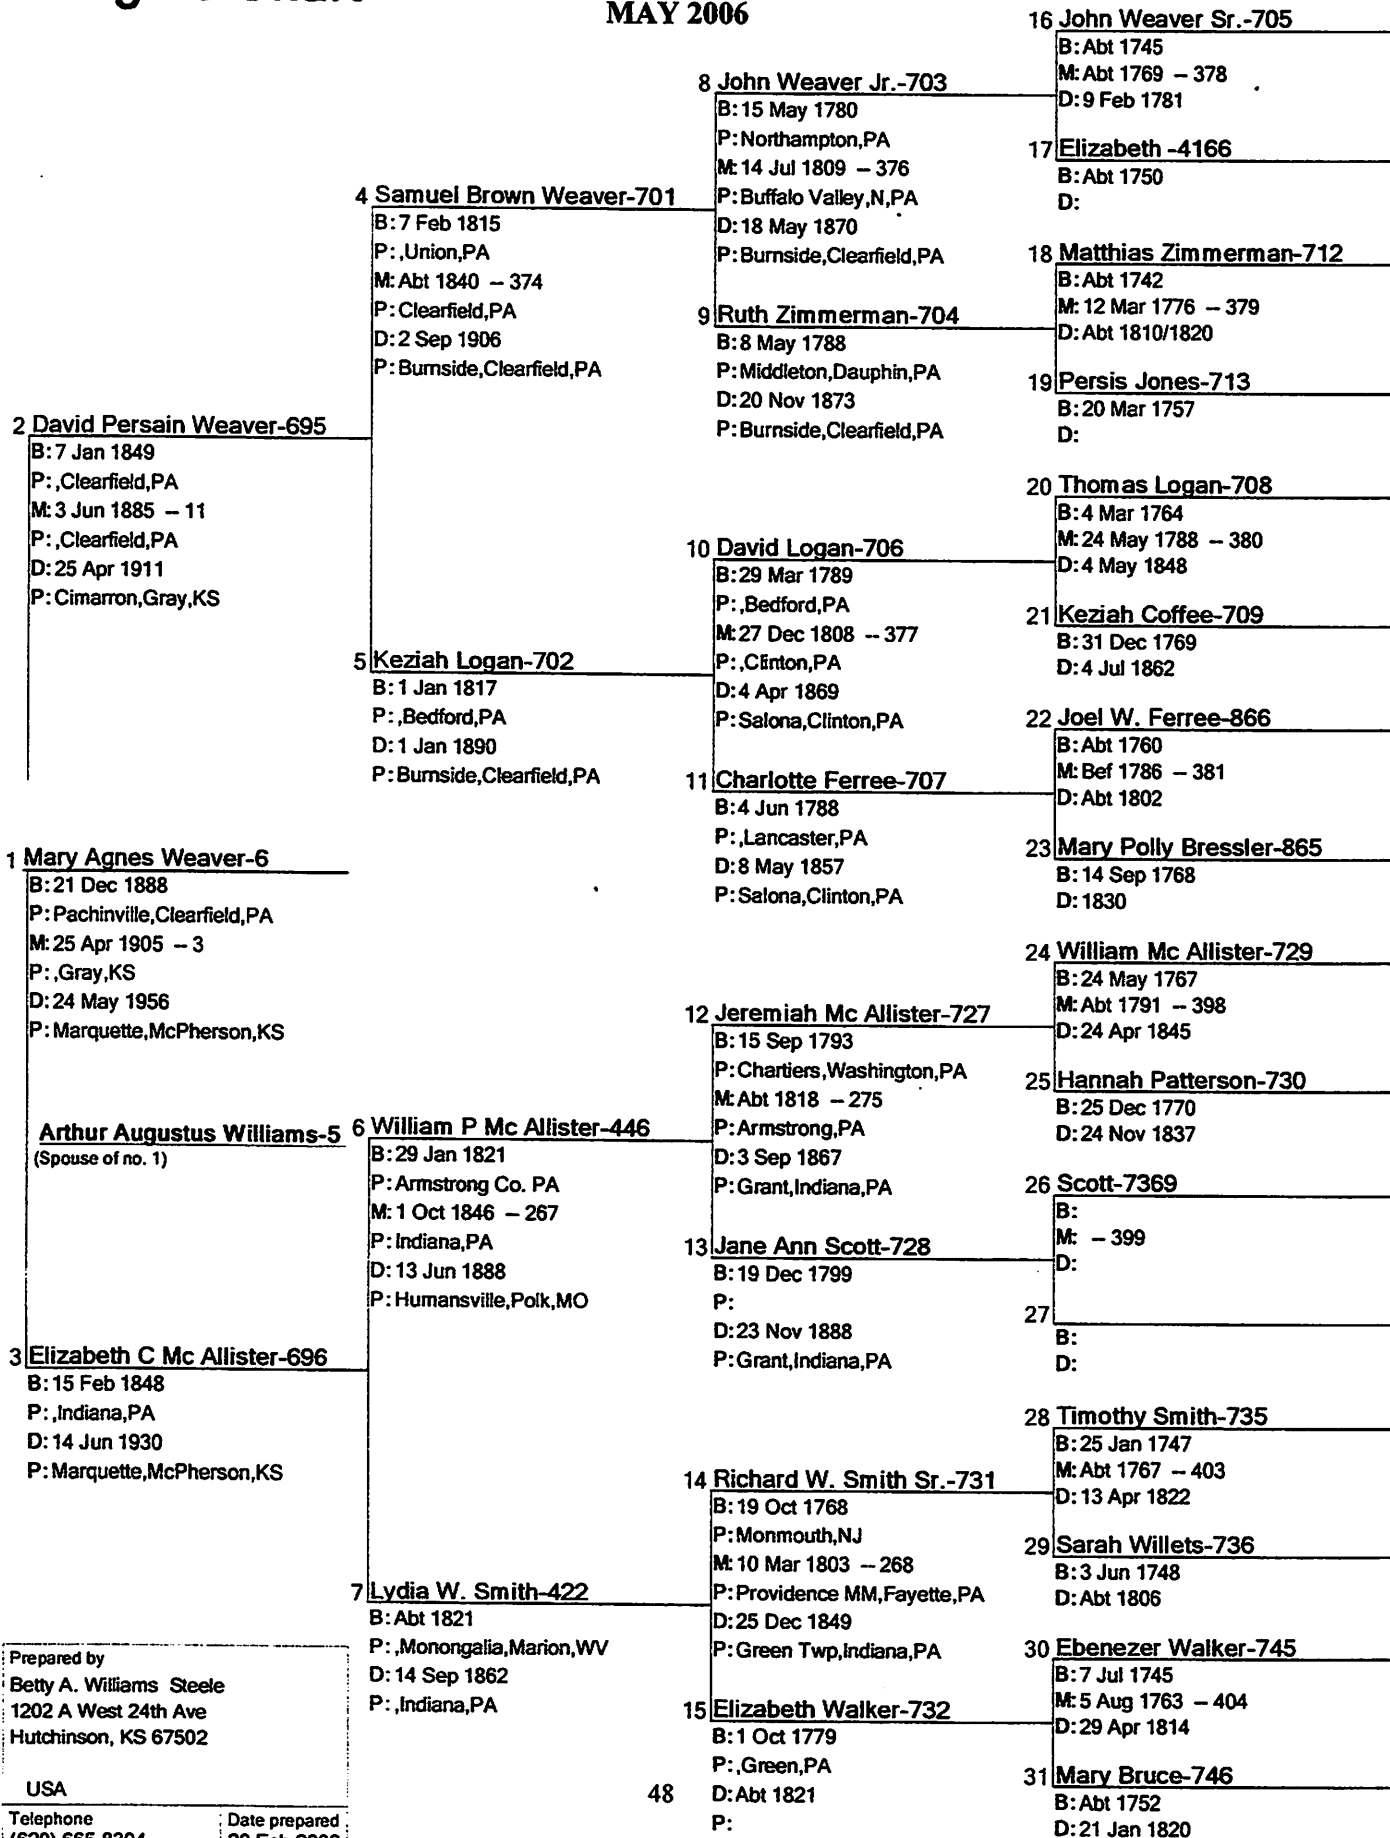 MAY 2006
16 John Weaver Sr.-705
B: Abt 1745
M: Abt 1769 – 378
D: 9 Feb 1781
8 John Weaver Jr.-703
B: 15 May 1780
P: Northampton,PA
M: 14 Jul 1809 – 376
P: Buffalo Valley,N,PA
D: 18 May 1870
P: Burnside,Clearfield,PA
17 Elizabeth -4166
B: Abt 1750
D:
4 Samuel Brown Weaver-701
B: 7 Feb 1815
P: ,Union,PA
M: Abt 1840 – 374
P: Clearfield,PA
D: 2 Sep 1906
P: Burnside,Clearfield,PA
18 Matthias Zimmerman-712
B: Abt 1742
M: 12 Mar 1776 – 379
D: Abt 1810/1820
9 Ruth Zimmerman-704
B: 8 May 1788
P: Middleton,Dauphin,PA
D: 20 Nov 1873
P: Burnside,Clearfield,PA
19 Persis Jones-713
B: 20 Mar 1757
D:
2 David Persain Weaver-695
B: 7 Jan 1849
P: ,Clearfield,PA
M: 3 Jun 1885 – 11
P: ,Clearfield,PA
D: 25 Apr 1911
P: Cimarron,Gray,KS
20 Thomas Logan-708
B: 4 Mar 1764
M: 24 May 1788 – 380
D: 4 May 1848
10 David Logan-706
B: 29 Mar 1789
P: ,Bedford,PA
M: 27 Dec 1808 – 377
P: ,Clinton,PA
D: 4 Apr 1869
P: Salona,Clinton,PA
21 Keziah Coffee-709
B: 31 Dec 1769
D: 4 Jul 1862
5 Keziah Logan-702
B: 1 Jan 1817
P: ,Bedford,PA
D: 1 Jan 1890
P: Burnside,Clearfield,PA
22 Joel W. Ferree-866
B: Abt 1760
M: Bef 1786 – 381
D: Abt 1802
11 Charlotte Ferree-707
B: 4 Jun 1788
P: ,Lancaster,PA
D: 8 May 1857
P: Salona,Clinton,PA
23 Mary Polly Bressler-865
B: 14 Sep 1768
D: 1830
1 Mary Agnes Weaver-6
B: 21 Dec 1888
P: Pachinville,Clearfield,PA
M: 25 Apr 1905 – 3
P: ,Gray,KS
D: 24 May 1956
P: Marquette,McPherson,KS
24 William Mc Allister-729
B: 24 May 1767
M: Abt 1791 – 398
D: 24 Apr 1845
12 Jeremiah Mc Allister-727
B: 15 Sep 1793
P: Chartiers,Washington,PA
M: Abt 1818 – 275
P: Armstrong,PA
D: 3 Sep 1867
P: Grant,Indiana,PA
25 Hannah Patterson-730
B: 25 Dec 1770
D: 24 Nov 1837
Arthur Augustus Williams-5
(Spouse of no. 1)
6 William P Mc Allister-446
B: 29 Jan 1821
P: Armstrong Co. PA
M: 1 Oct 1846 – 267
P: Indiana,PA
D: 13 Jun 1888
P: Humansville,Polk,MO
26 Scott-7369
B:
M: – 399
D:
13 Jane Ann Scott-728
B: 19 Dec 1799
P:
D: 23 Nov 1888
P: Grant,Indiana,PA
27
B:
D:
3 Elizabeth C Mc Allister-696
B: 15 Feb 1848
P: ,Indiana,PA
D: 14 Jun 1930
P: Marquette,McPherson,KS
28 Timothy Smith-735
B: 25 Jan 1747
M: Abt 1767 – 403
D: 13 Apr 1822
14 Richard W. Smith Sr.-731
B: 19 Oct 1768
P: Monmouth,NJ
M: 10 Mar 1803 – 268
P: Providence MM,Fayette,PA
D: 25 Dec 1849
P: Green Twp,Indiana,PA
29 Sarah Willets-736
B: 3 Jun 1748
D: Abt 1806
7 Lydia W. Smith-422
B: Abt 1821
P: ,Monongalia,Marion,WV
D: 14 Sep 1862
P: ,Indiana,PA
30 Ebenezer Walker-745
B: 7 Jul 1745
M: 5 Aug 1763 – 404
D: 29 Apr 1814
15 Elizabeth Walker-732
B: 1 Oct 1779
P: ,Green,PA
D: Abt 1821
P:
31 Mary Bruce-746
B: Abt 1752
D: 21 Jan 1820
Prepared by
Betty A. Williams Steele
1202 A West 24th Ave
Hutchinson, KS 67502
USA
Telephone
Date prepared
48